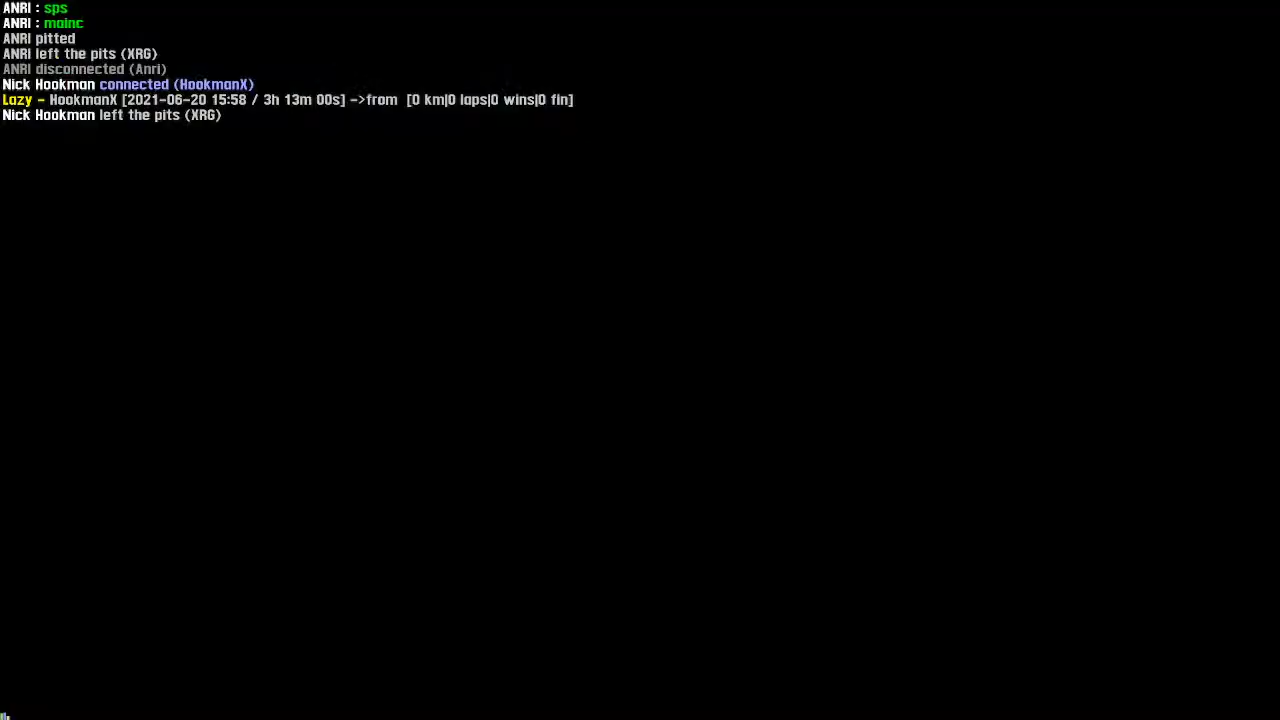 ANRI : sps
ANRI : mainc
ANRI pitted
ANRI left the pits (XRG)
ANRI disconnected (Anri)
Nick Hookman connected (HookmanX)
Lazy - HookmanX [2021-06-20 15:58 / 3h 13m 00s] ->from  [0 km|0 laps|0 wins|0 fin]
Nick Hookman left the pits (XRG)